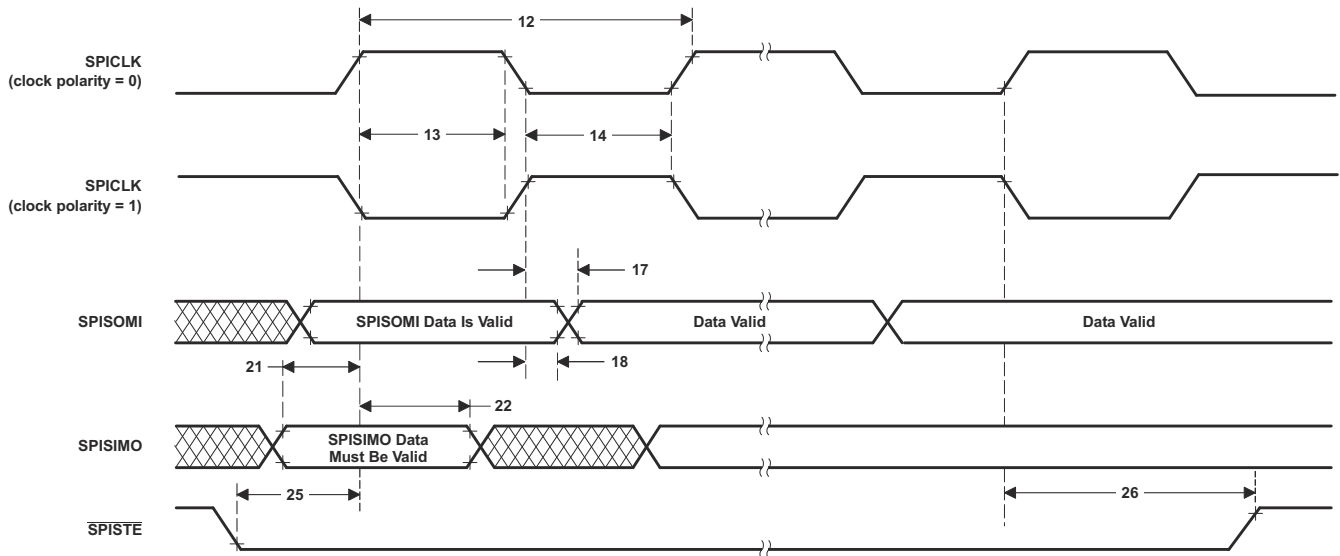 12
SPICLK
(clock polarity = 0)
13
14
SPICLK
(clock polarity = 1)
17
SPISOMI
SPISOMI Data Is Valid
Data Valid
Data Valid
21
18
22
SPISIMO
SPISIMO Data
Must Be Valid
25
26
SPISTE